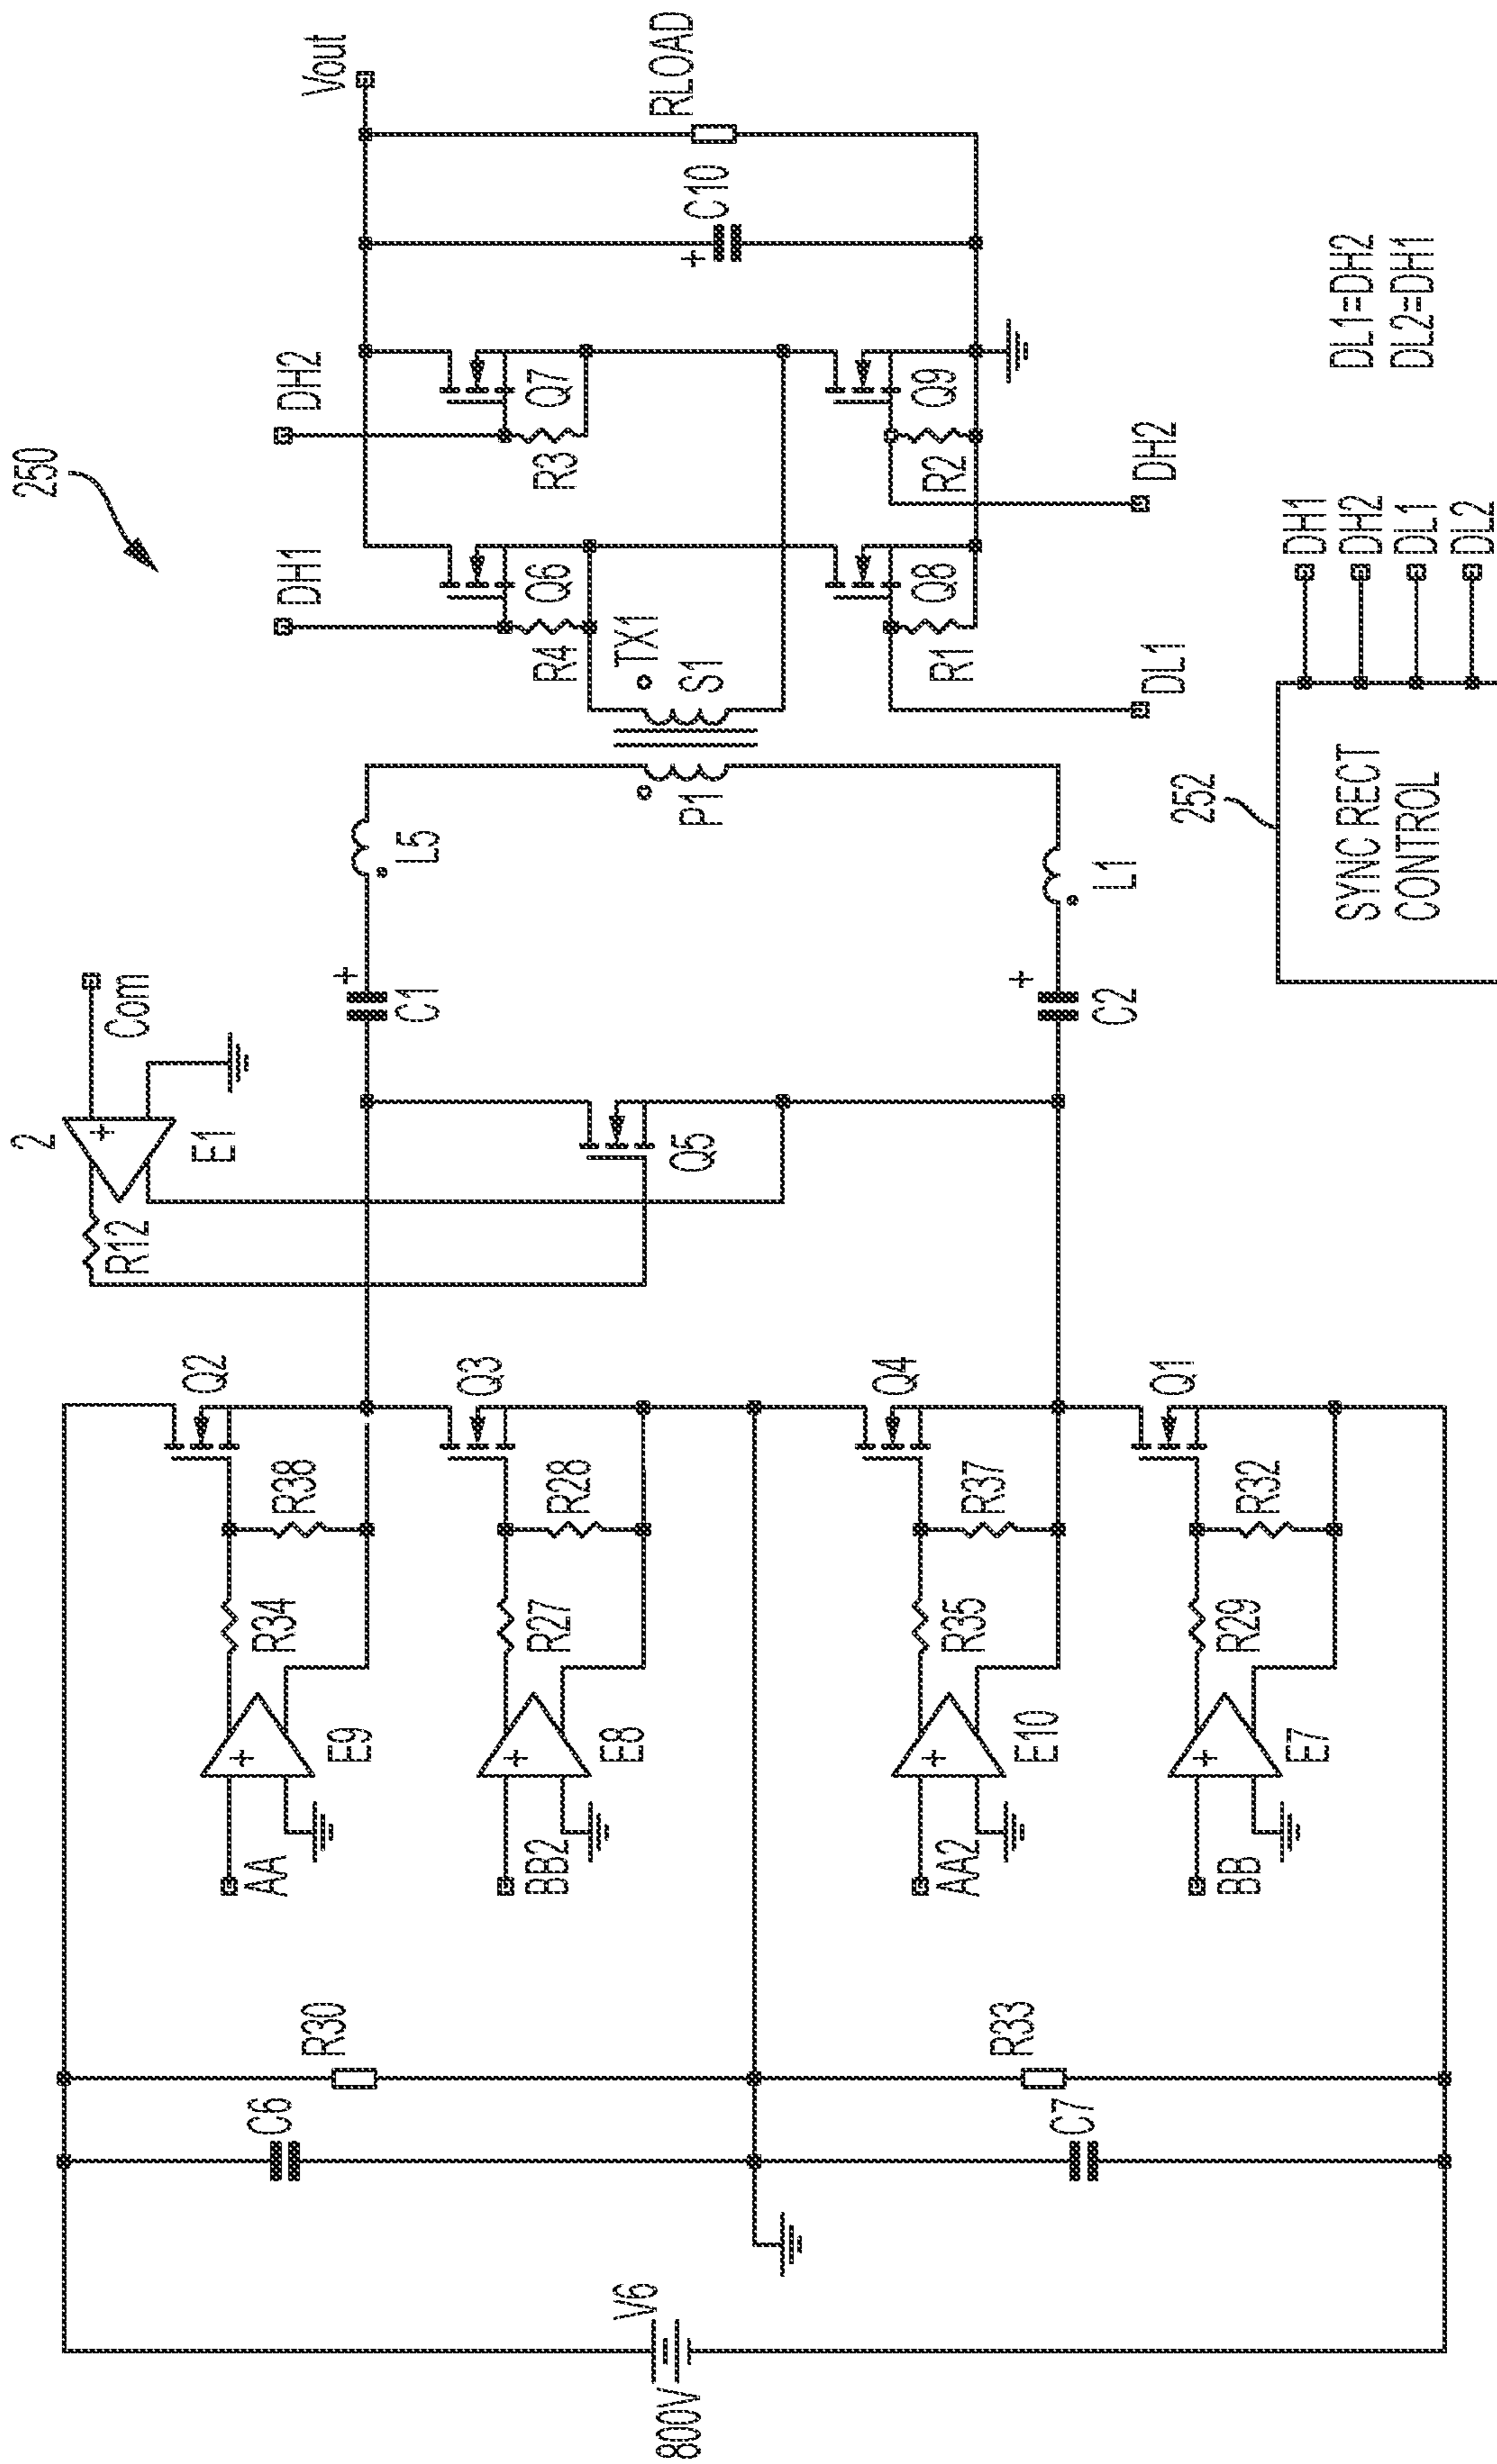 250
2
Com
E1
R12
Q2
R38
R34
E9
AA
Q3
R28
R27
E8
BB2
Q4
R37
R35
E10
AA2
Q1
R32
R29
E7
BB
C6
R30
C7
R33
V6
800V
Q5
C1
+
L5
C2
+
L1
P1
TX1
S1
DH1
DH2
R4
Q6
R3
Q7
R1
Q8
R2
Q9
DL1
DH2
Vout
+
C10
RLOAD
252
SYNC RECT
CONTROL
DH1
DH2
DL1
DL2
DL1=DH2
DL2=DH1
+
+
+
+
+